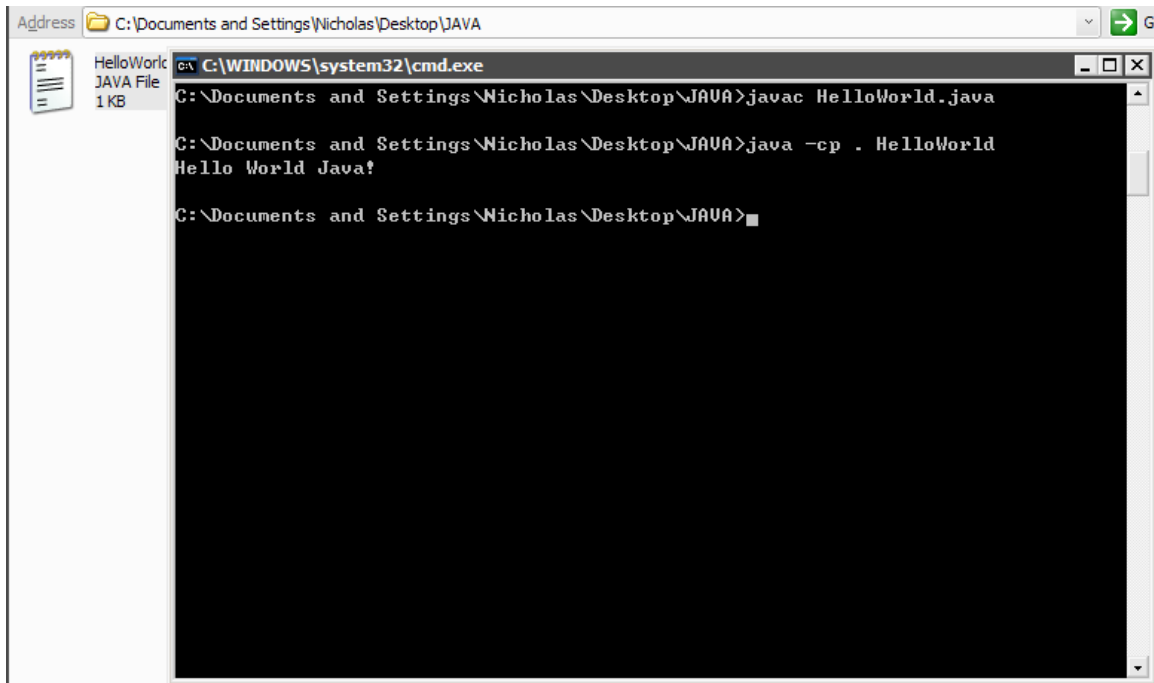 Address C:\Documents and Settings\Nicholas\Desktop\JAVA G
HelloWorld
JAVA File
1 KB
C:\WINDOWS\system32\cmd.exe
C:\Documents and Settings\Nicholas\Desktop\JAVA>javac HelloWorld.java
C:\Documents and Settings\Nicholas\Desktop\JAVA>java -cp . HelloWorld
Hello World Java!
C:\Documents and Settings\Nicholas\Desktop\JAVA>